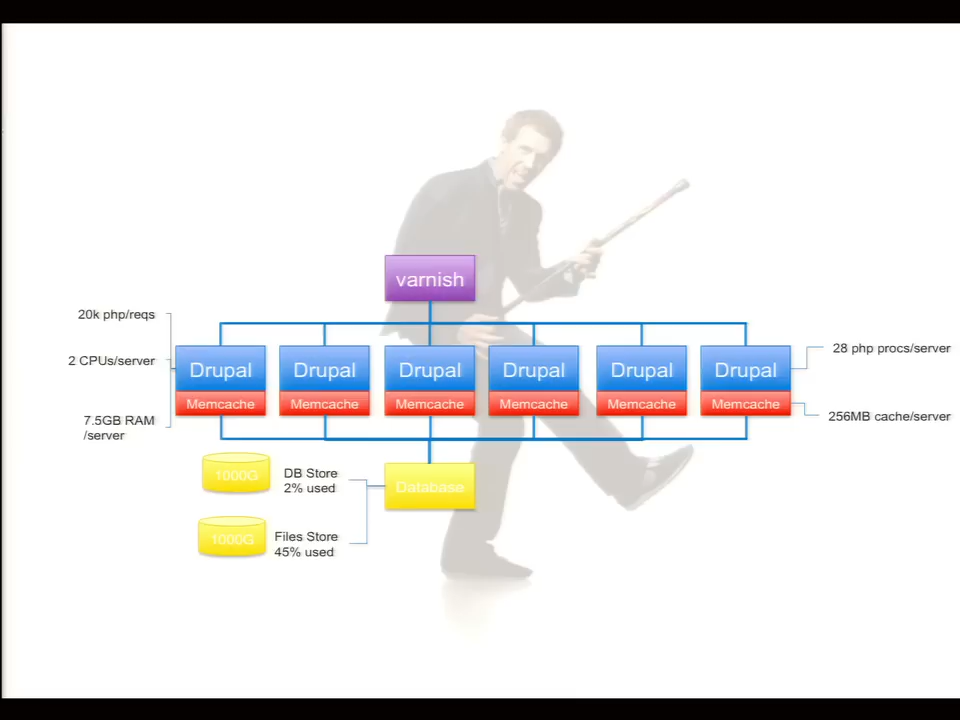 varnish
20k php/reqs
2 CPUs/server
7.5GB RAM
/server
Drupal
Memcache
Drupal
Memcache
Drupal
Memcache
Drupal
Memcache
Drupal
Memcache
Drupal
Memcache
28 php procs/server
256MB cache/server
1000G
DB Store
2% used
Database
1000G
Files Store
45% used